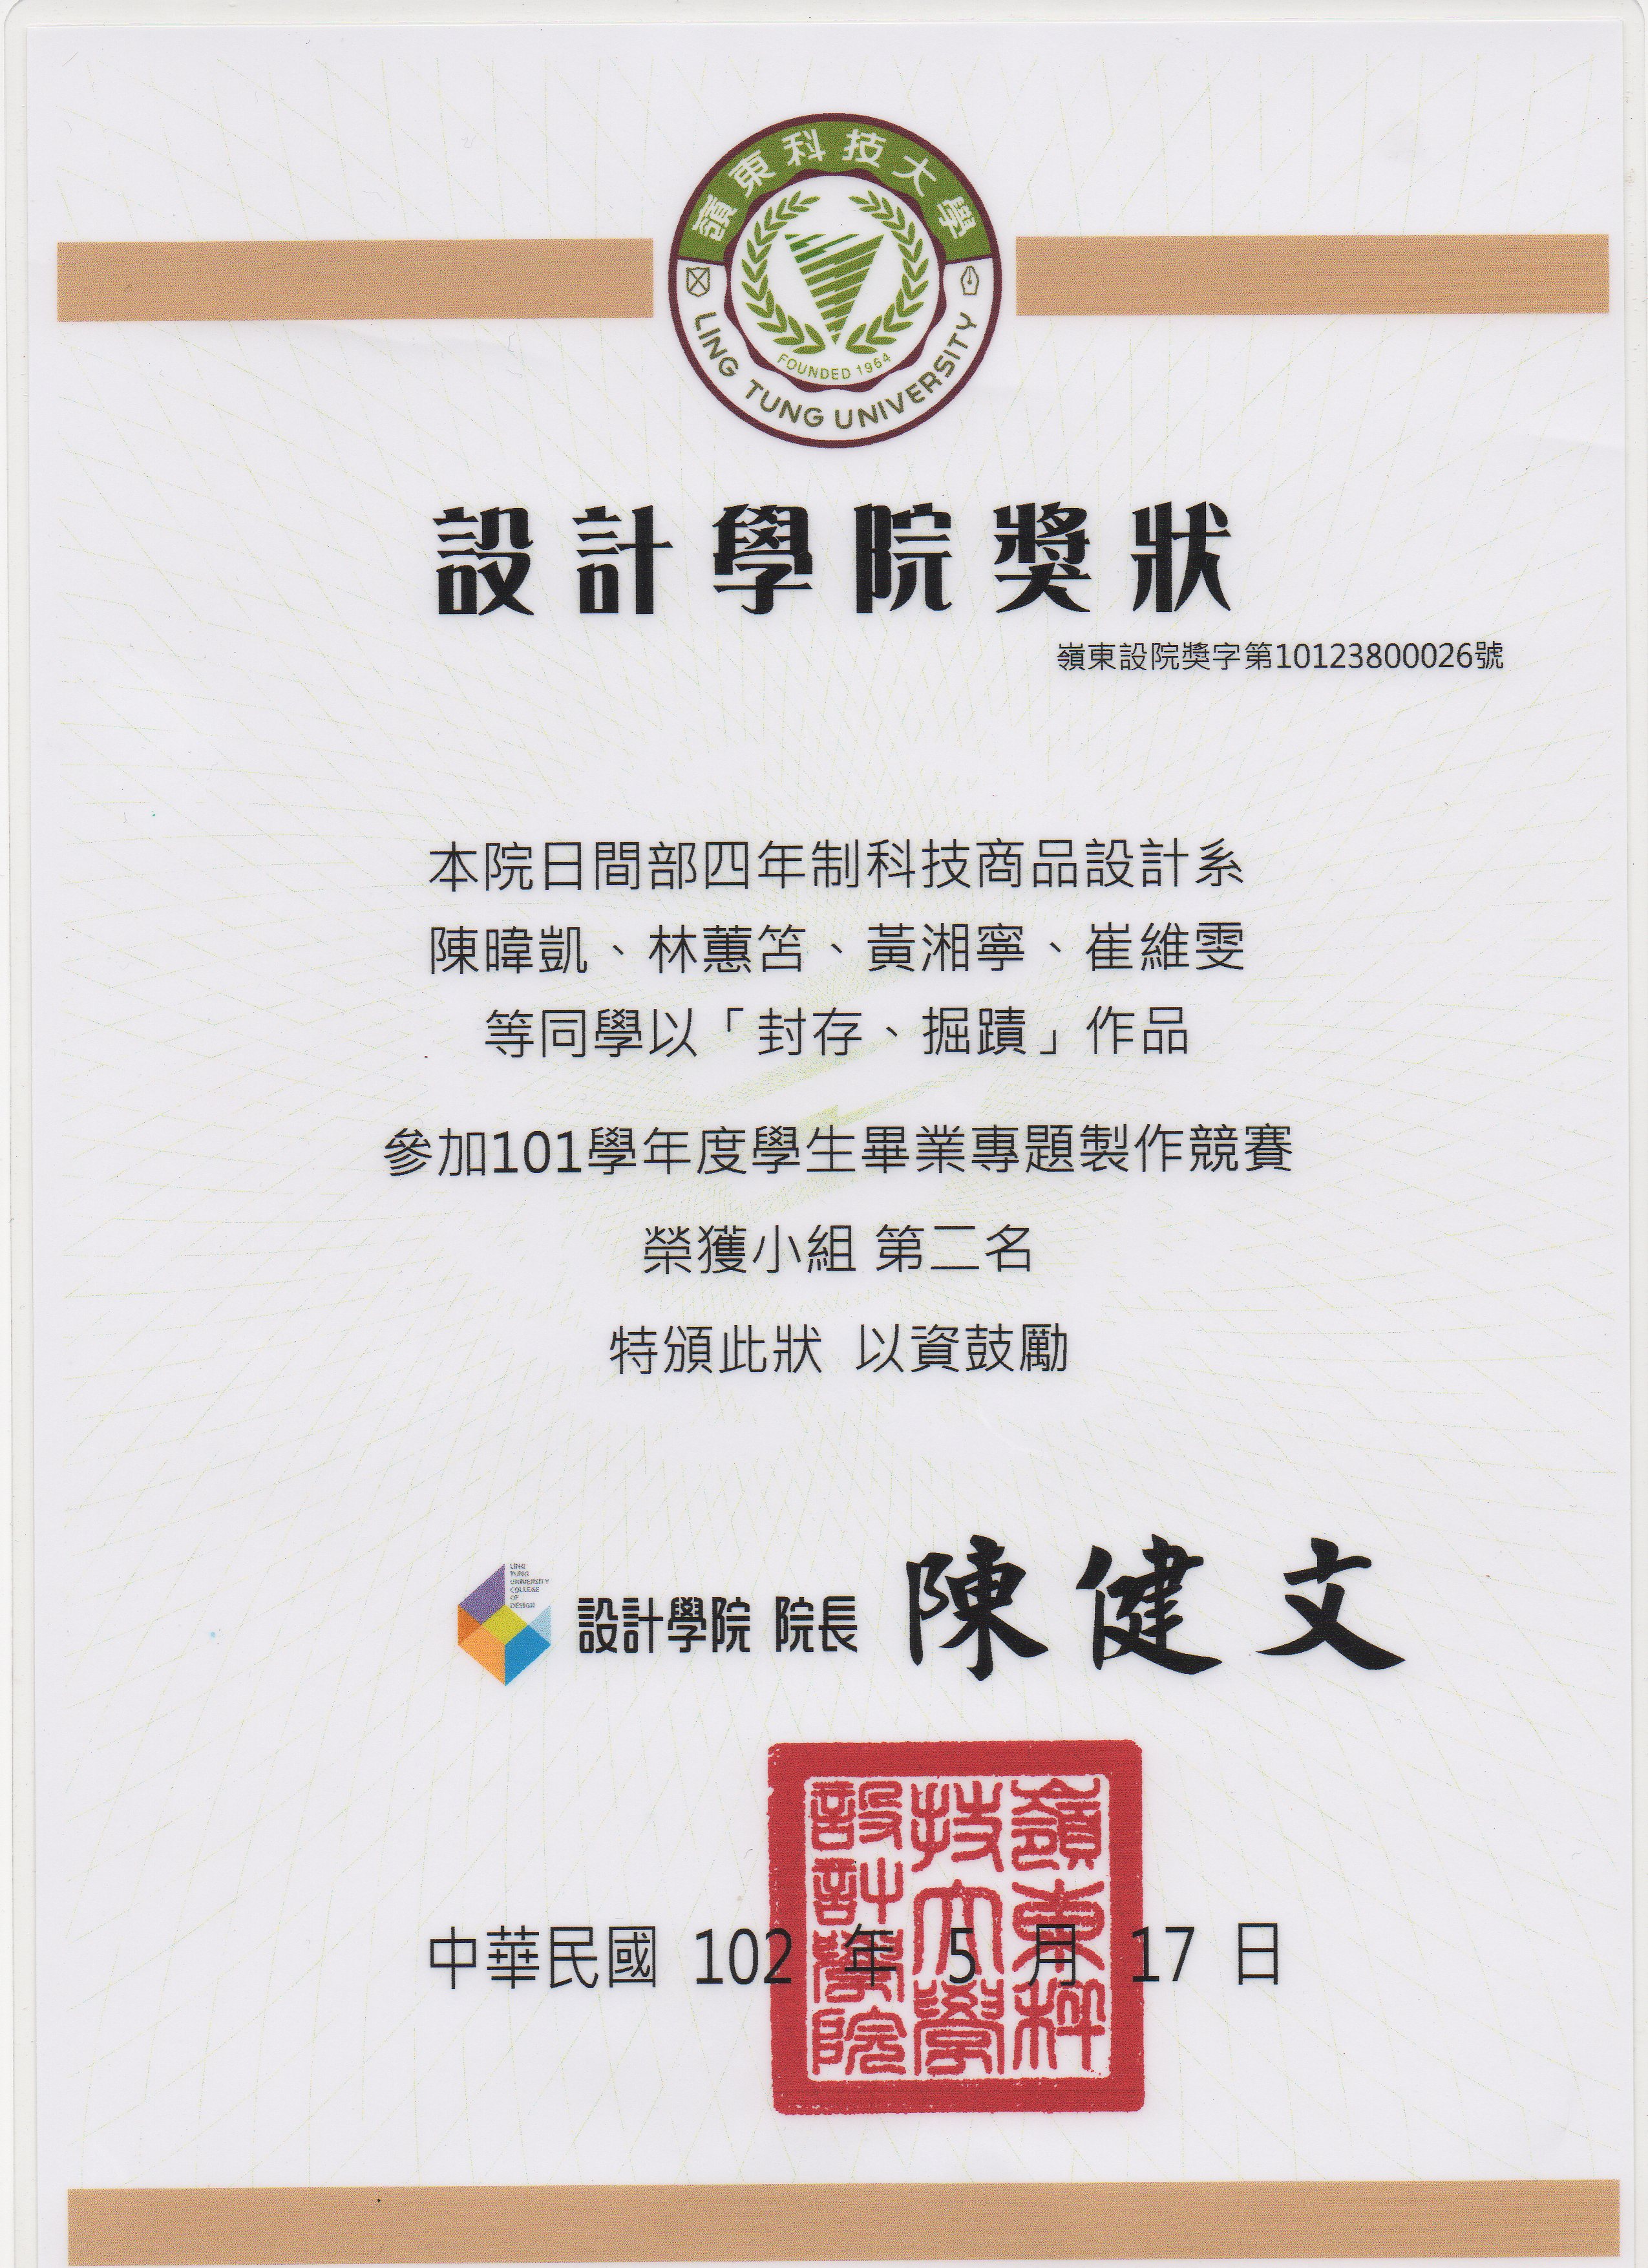 嶺東科技大學
FOUNDED 1964
LING TUNG UNIVERSITY
設計學院獎狀
嶺東設院獎字第10123800026號
本院日間部四年制科技商品設計系
陳暐凱、林蕙笘、黃湘寧、崔維雯
等同學以「封存、掘蹟」作品
參加101學年度學生畢業專題製作競賽
榮獲小組 第二名
特頒此狀 以資鼓勵
LING
TUNG
UNIVERSITY
COLLEGE
OF
DESIGN
設計學院 院長 陳健文
嶺東科技大學設計學院
中華民國 102 年 5 月 17 日